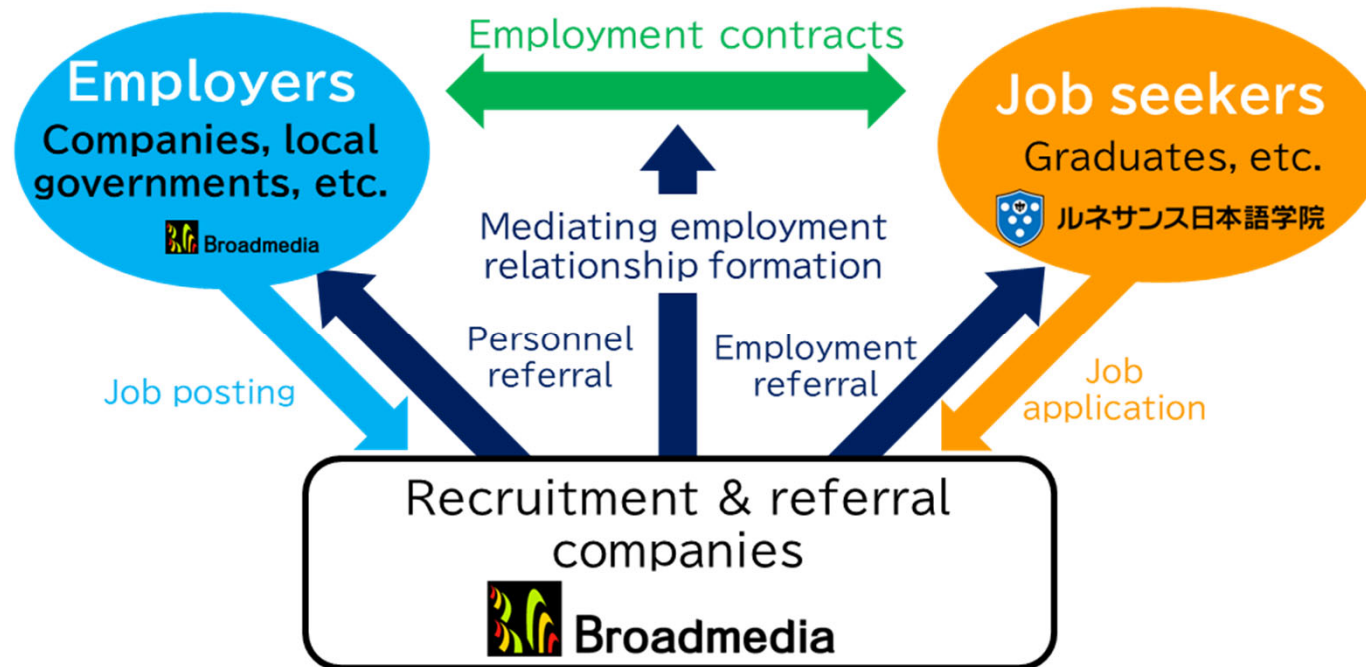 Employment contracts
Employers
Companies, local
governments, etc.
Broadmedia
Job seekers
Graduates, etc.
ルネサンス日本語学院
Mediating employment
relationship formation
Job posting
Personnel
referral
Employment
referral
Job
application
Recruitment & referral
companies
Broadmedia